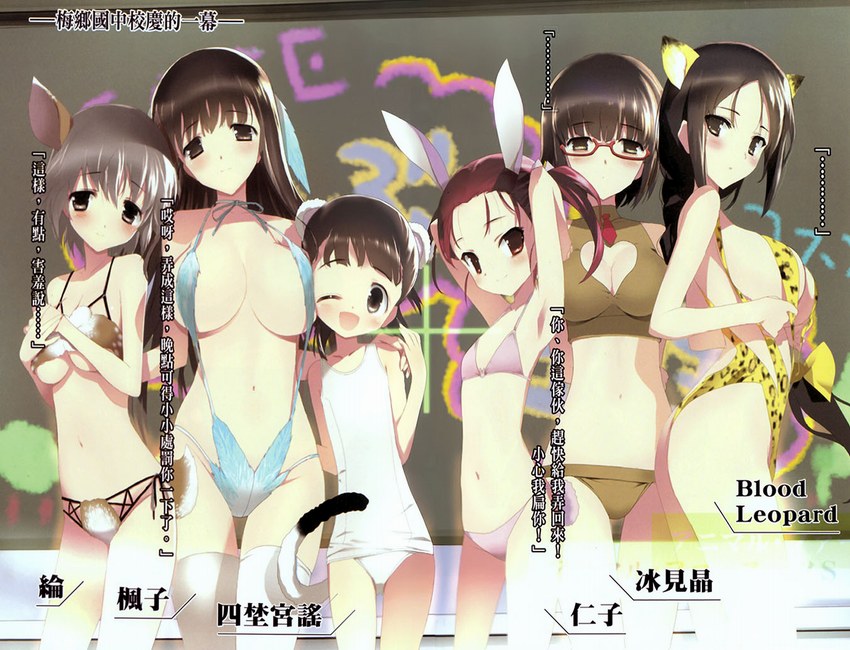 ──梅鄉國中校慶的一幕──
『…………』
『…………』
『這樣，有點，害羞說……』
『哎呀，弄成這樣，晚點可得小小處罰你一下了。』
『你、你這傢伙，趕快給我弄回來！
小心我扁你！』
Blood
Leopard
綸
楓子
四埜宮謠
仁子
冰見晶